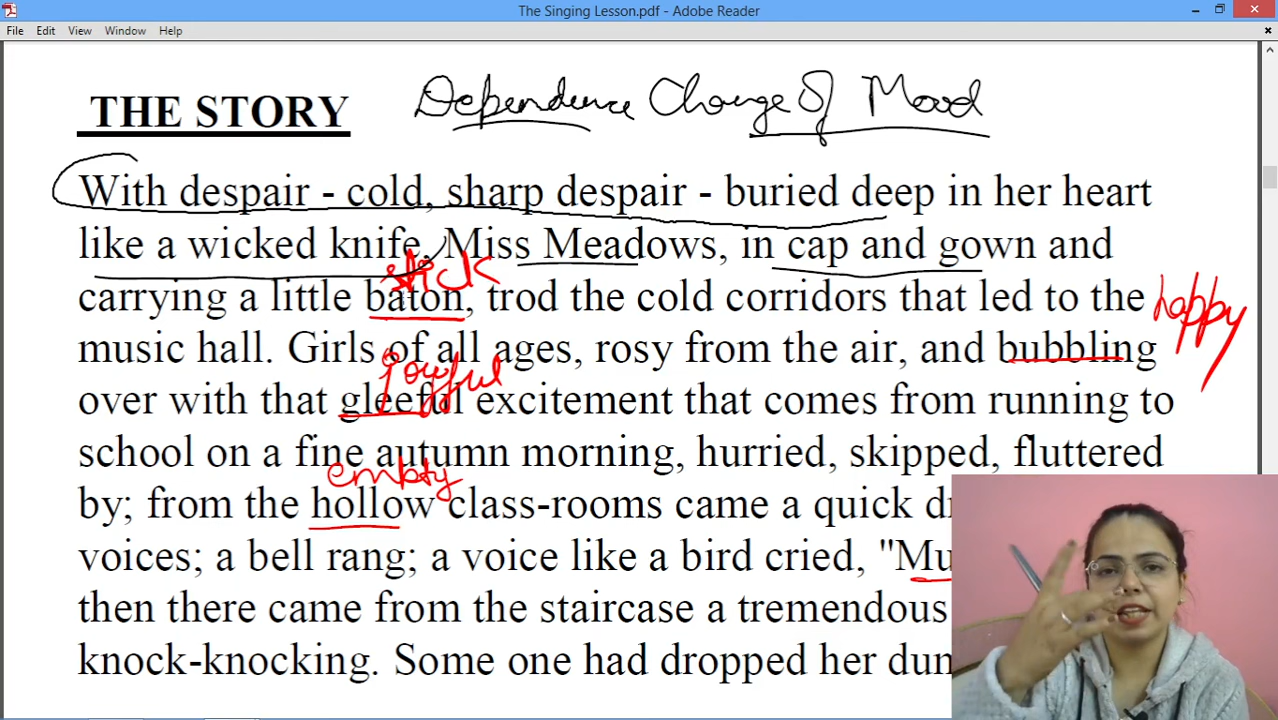 The Singing Lesson.pdf - Adobe Reader
File Edit View Window Help
THE STORY Dependence Change of Mood
With despair - cold, sharp despair - buried deep in her heart
like a wicked knife, Miss Meadows, in cap and gown and
stick
carrying a little baton, trod the cold corridors that led to the
happy
music hall. Girls of all ages, rosy from the air, and bubbling
joyful
over with that gleeful excitement that comes from running to
school on a fine autumn morning, hurried, skipped, fluttered
empty
by; from the hollow class-rooms came a quick
voices; a bell rang; a voice like a bird cried, "Mu
then there came from the staircase a tremendous
knock-knocking. Some one had dropped her dum